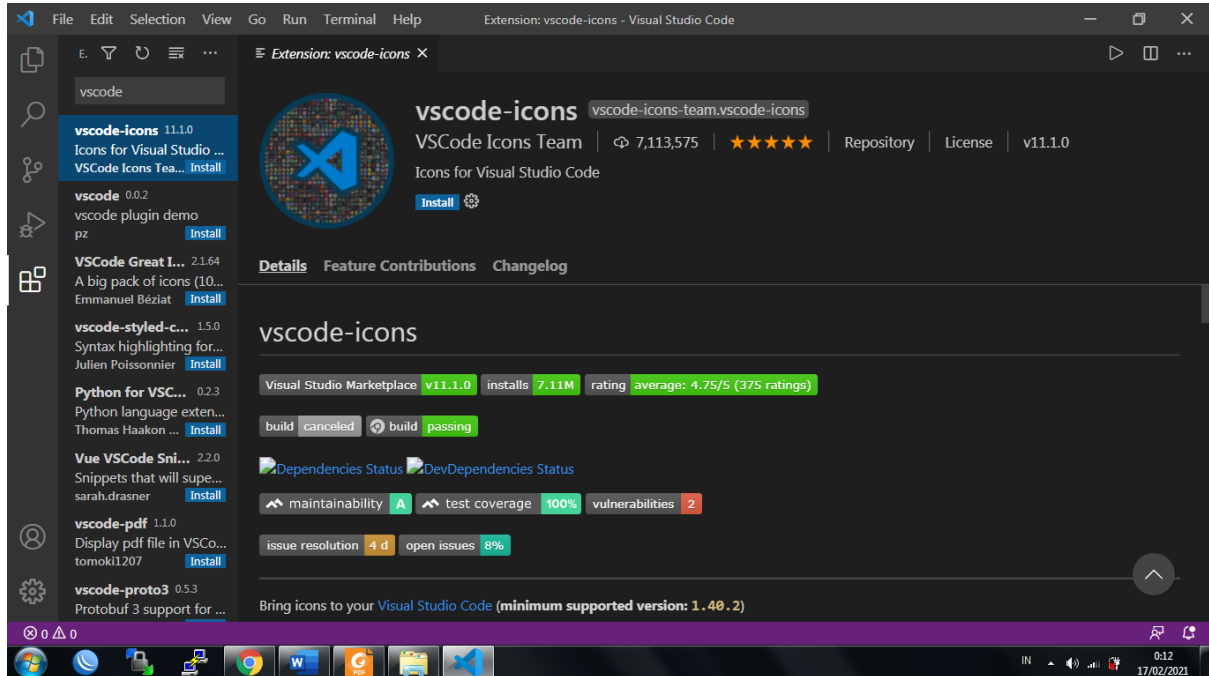 File Edit Selection View Go Run Terminal Help Extension: vscode-icons - Visual Studio Code
E.
Extension: vscode-icons
vscode
vscode-icons 11.1.0
Icons for Visual Studio ...
VSCode Icons Tea... Install
vscode 0.0.2
vscode plugin demo
pz Install
VSCode Great I... 2.1.64
A big pack of icons (10...
Emmanuel Béziat Install
vscode-styled-c... 1.5.0
Syntax highlighting for...
Julien Poissonnier Install
Python for VSC... 0.2.3
Python language exten...
Thomas Haakon ... Install
Vue VSCode Sni... 2.2.0
Snippets that will supe...
sarah.drasner Install
vscode-pdf 1.1.0
Display pdf file in VSCo...
tomoki1207 Install
vscode-proto3 0.5.3
Protobuf 3 support for ...
vscode-icons vscode-icons-team.vscode-icons
VSCode Icons Team 7,113,575 Repository License v11.1.0
Icons for Visual Studio Code
Install
Details Feature Contributions Changelog
vscode-icons
Visual Studio Marketplace v11.1.0 installs 7.11M rating average: 4.75/5 (375 ratings)
build canceled build passing
Dependencies Status DevDependencies Status
maintainability A test coverage 100% vulnerabilities 2
issue resolution 4 d open issues 8%
Bring icons to your Visual Studio Code (minimum supported version: 1.40.2)
0 0
W PDF
IN 0:12
17/02/2021